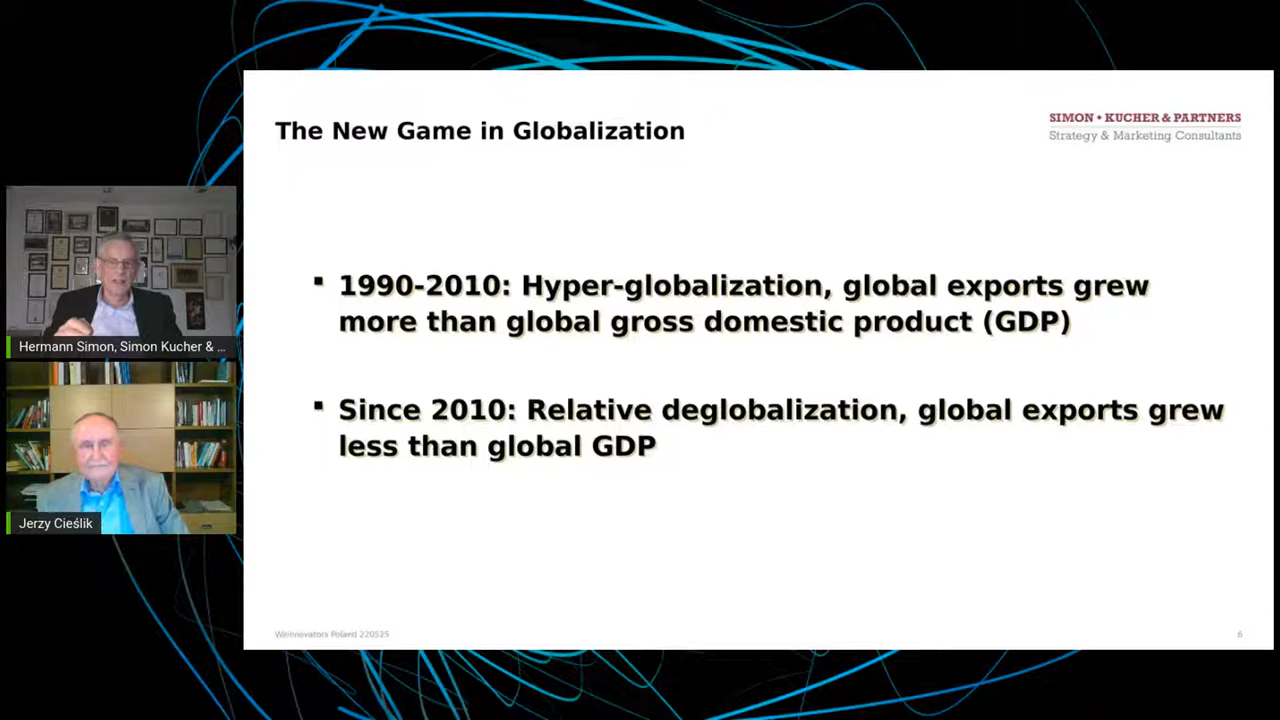 The New Game in Globalization
SIMON • KUCHER & PARTNERS
Strategy & Marketing Consultants
▪ 1990-2010: Hyper-globalization, global exports grew
more than global gross domestic product (GDP)
▪ Since 2010: Relative deglobalization, global exports grew
less than global GDP
Hermann Simon, Simon Kucher & ...
Jerzy Cieślik
Poland 220525
6